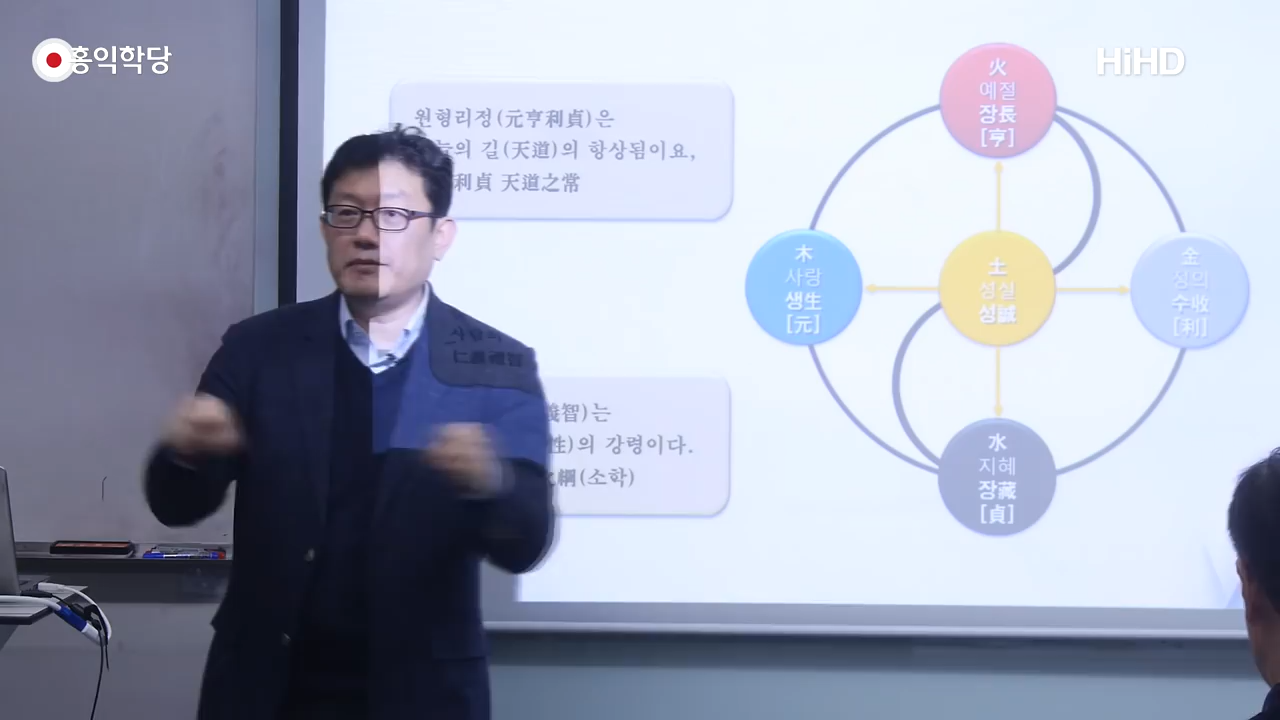 홍익학당
HiHD
원형리정(元亨利貞)은
의 길(天道)의 항상됨이요,
利貞 天道之常
智)는
의 강령이다.
綱(소학)
火
예절
장長
[亨]
木
사랑
생生
[元]
土
성실
성誠
金
정의
수收
[利]
水
지혜
장藏
[貞]